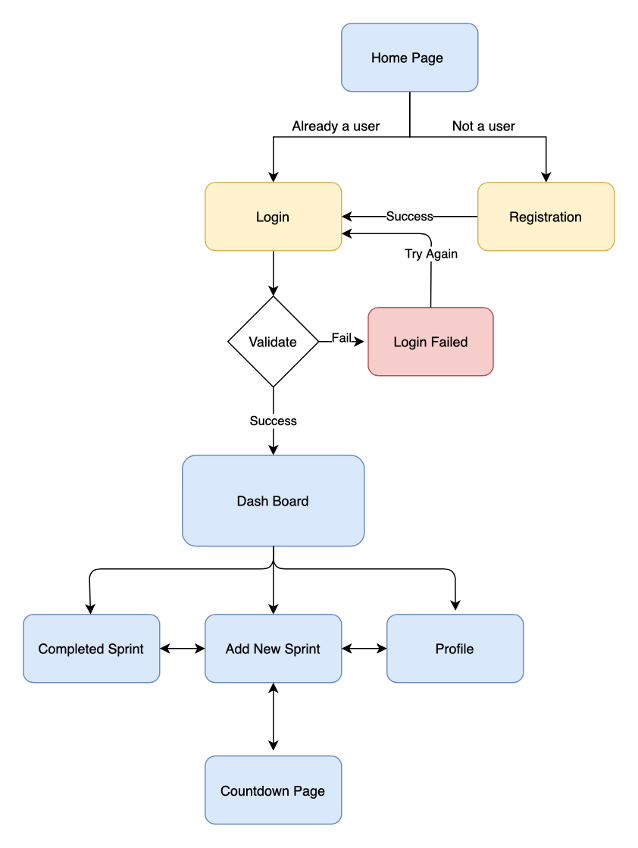 Home Page
Already a user
Not a user
Login
Success
Registration
Try Again
Validate
Fail
Login Failed
Success
Dash Board
Completed Sprint
Add New Sprint
Profile
Countdown Page